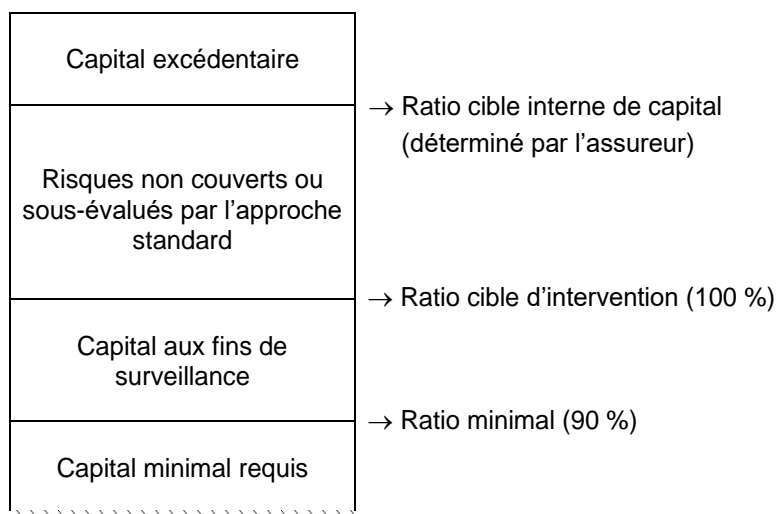 Capital excédentaire
→ Ratio cible interne de capital
(déterminé par l’assureur)
Risques non couverts ou
sous-évalués par l’approche
standard
→ Ratio cible d’intervention (100 %)
Capital aux fins de
surveillance
→ Ratio minimal (90 %)
Capital minimal requis